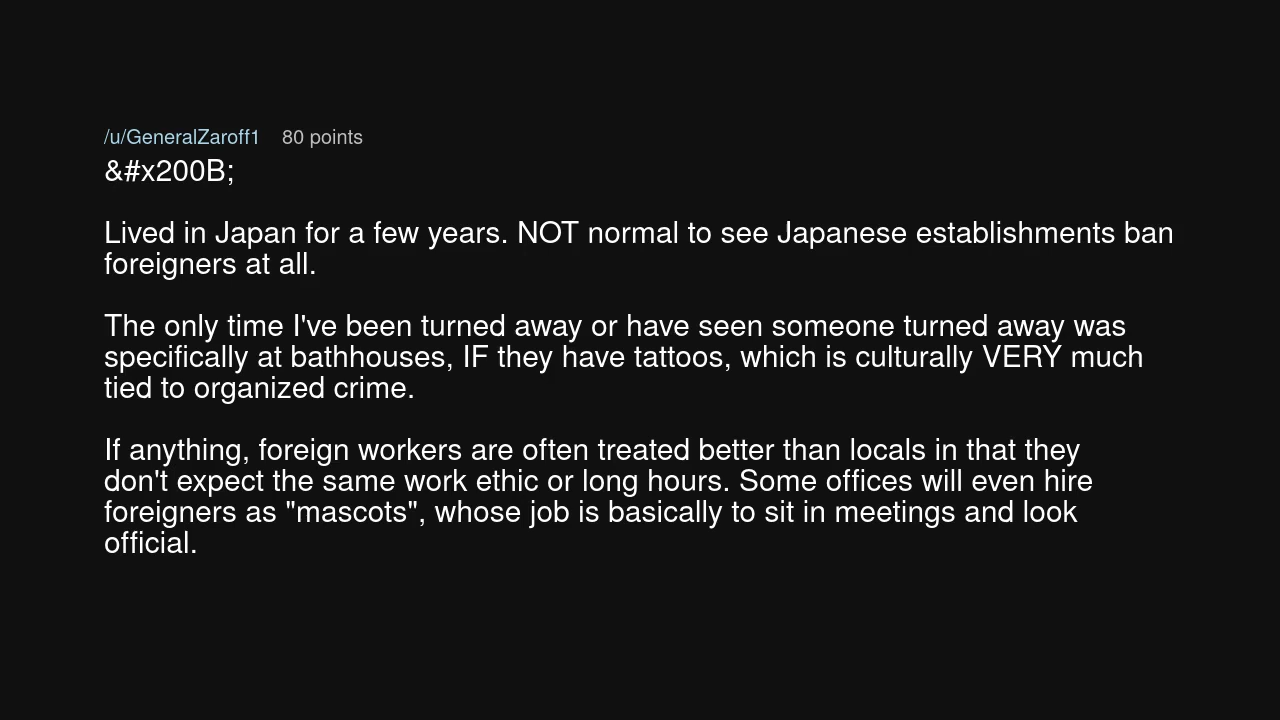 /u/GeneralZaroff1 80 points
&#x200B;
Lived in Japan for a few years. NOT normal to see Japanese establishments ban
foreigners at all.
The only time I've been turned away or have seen someone turned away was
specifically at bathhouses, IF they have tattoos, which is culturally VERY much
tied to organized crime.
If anything, foreign workers are often treated better than locals in that they
don't expect the same work ethic or long hours. Some offices will even hire
foreigners as "mascots", whose job is basically to sit in meetings and look
official.